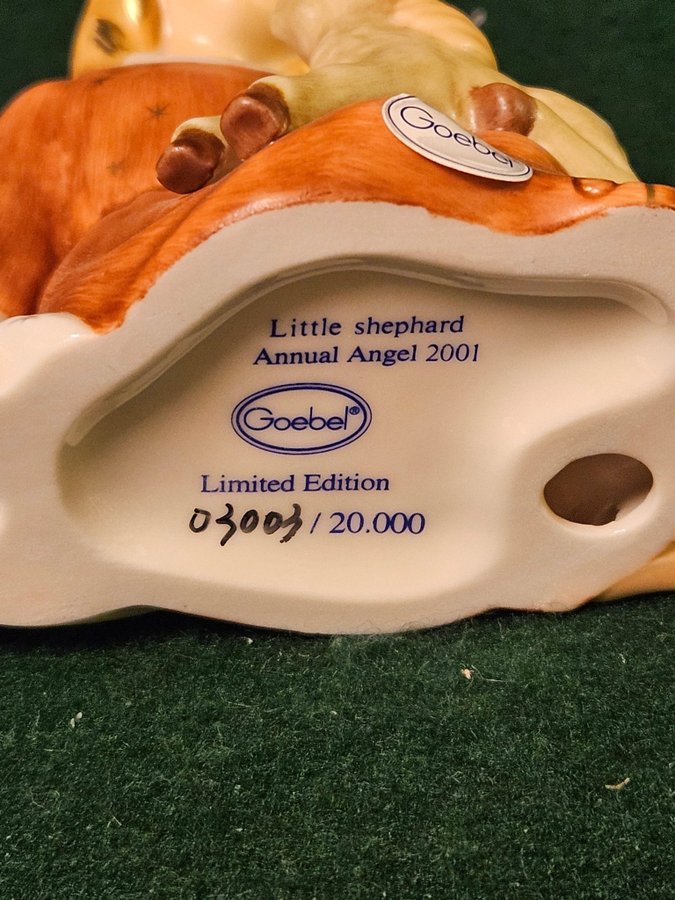 Goebel
Little shephard
Annual Angel 2001
Goebel®
Limited Edition
03003 / 20.000